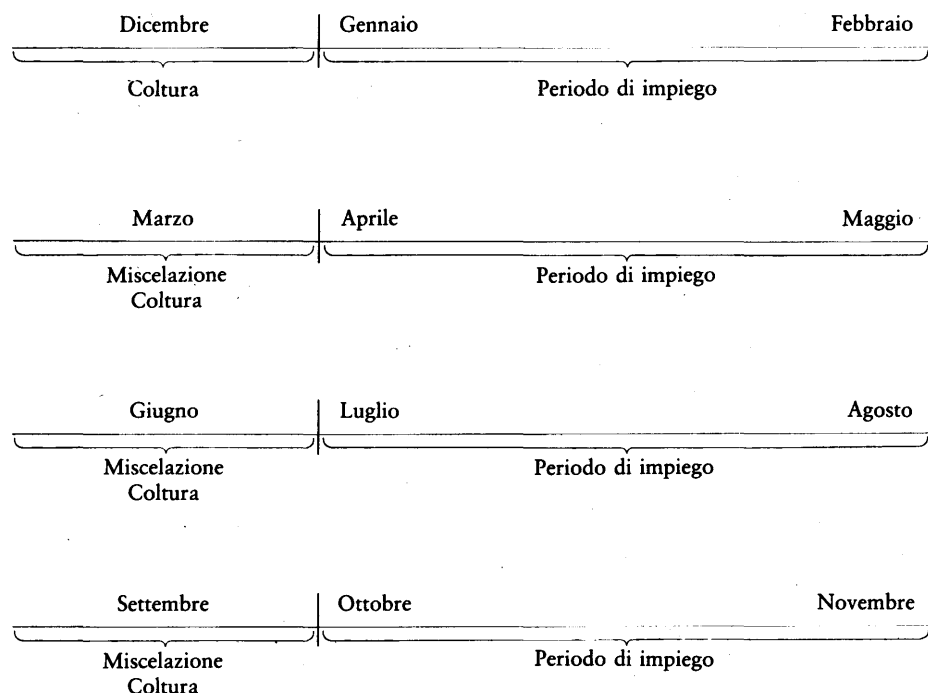 Dicembre Gennaio Febbraio
Coltura Periodo di impiego
Marzo Aprile Maggio
Miscelazione Periodo di impiego
Coltura
Giugno Luglio Agosto
Miscelazione Periodo di impiego
Coltura
Settembre Ottobre Novembre
Miscelazione Periodo di impiego
Coltura